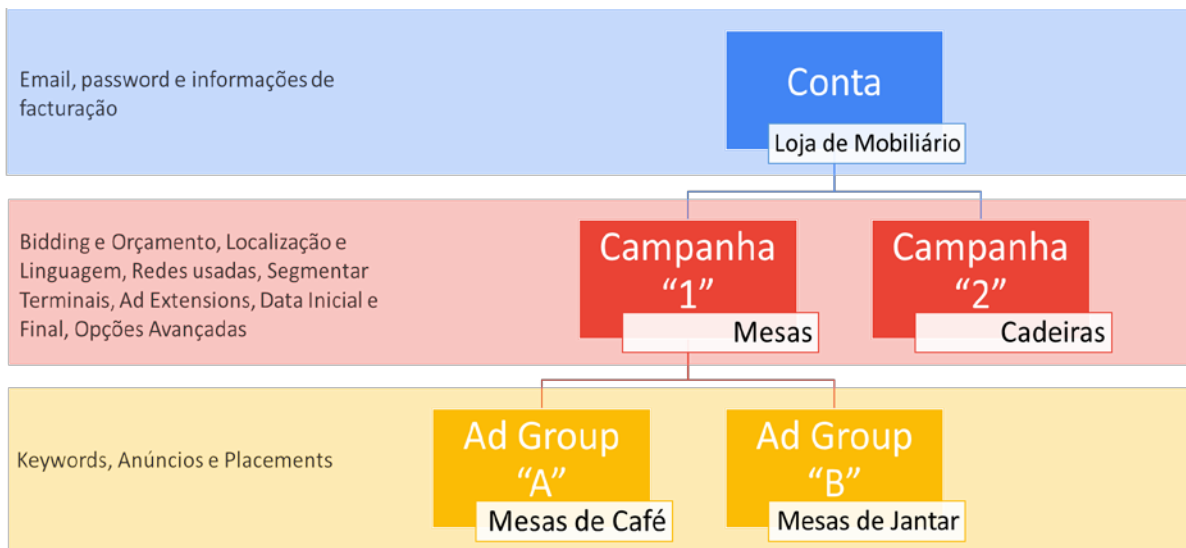 Email, password e informações de
facturação
Conta
Loja de Mobiliário
Bidding e Orçamento, Localização e
Linguagem, Redes usadas, Segmentar
Terminais, Ad Extensions, Data Inicial e
Final, Opções Avançadas
Campanha
“1”
Mesas
Campanha
“2”
Cadeiras
Keywords, Anúncios e Placements
Ad Group
“A”
Mesas de Café
Ad Group
“B”
Mesas de Jantar